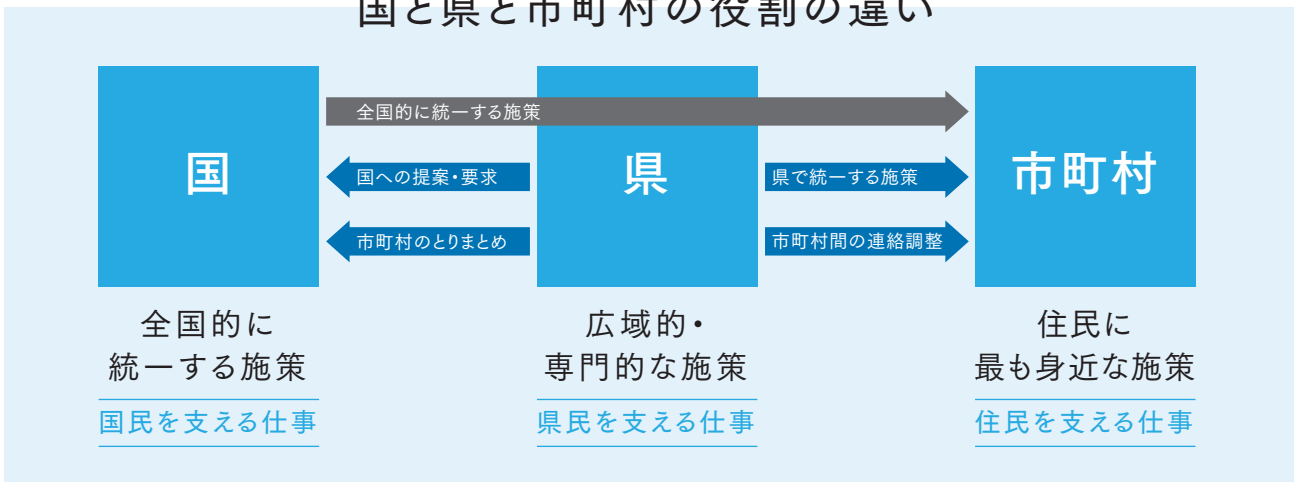 国と県と市町村の役割の違い
国
県
市町村
全国的に統一する施策
国への提案・要求
県で統一する施策
市町村のとりまとめ
市町村間の連絡調整
全国的に
統一する施策
国民を支える仕事
広域的・
専門的な施策
県民を支える仕事
住民に
最も身近な施策
住民を支える仕事